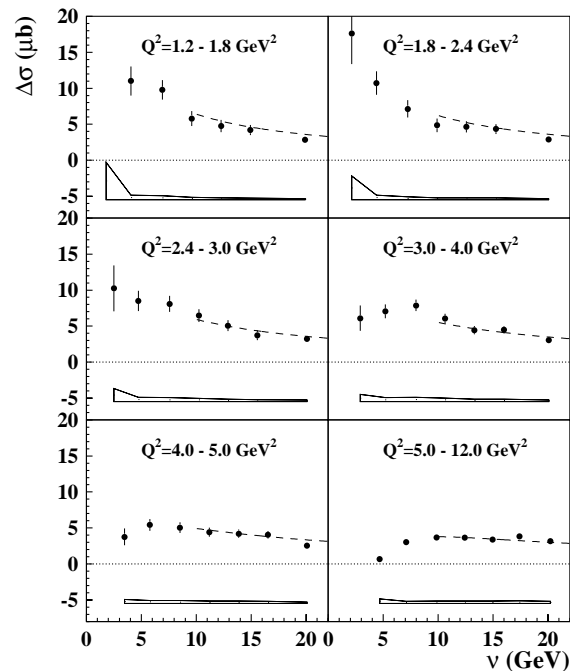 Δσ (μb)
20
15
10
5
0
-5
Q²=1.2 - 1.8 GeV²
Q²=1.8 - 2.4 GeV²
20
15
10
5
0
-5
Q²=2.4 - 3.0 GeV²
Q²=3.0 - 4.0 GeV²
20
15
10
5
0
-5
Q²=4.0 - 5.0 GeV²
Q²=5.0 - 12.0 GeV²
0 5 10 15 20 0 5 10 15 20 22
ν (GeV)